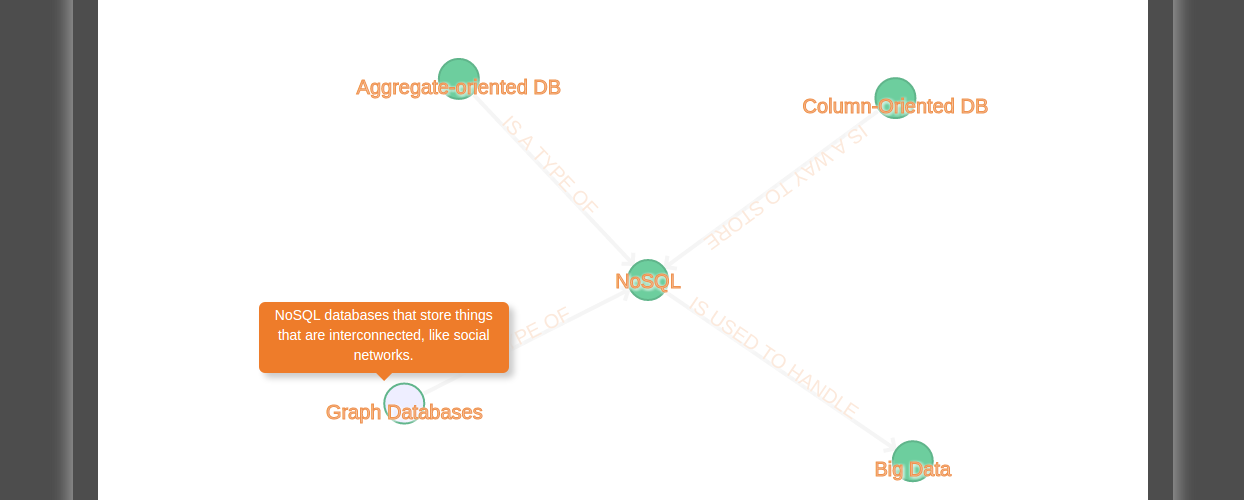 Aggregate-oriented DB
Column-Oriented DB
IS A TYPE OF
IS A WAY TO STORE
NoSQL
NoSQL databases that store things
that are interconnected, like social
networks.
PE OF
IS USED TO HANDLE
Graph Databases
Big Data